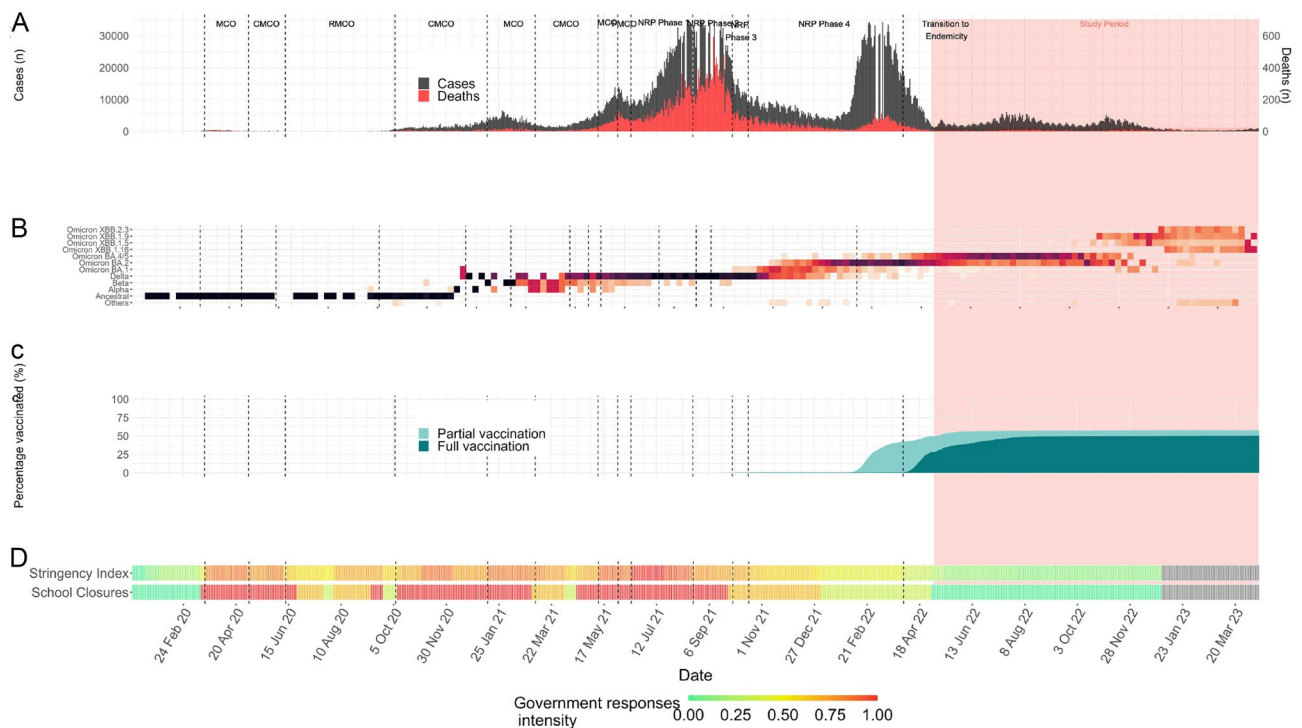 A
MCO CMCO RMCO CMCO MCO CMCO MCO MCO NRP Phase 1 NRP Phase 2 NRP Phase 3 NRP Phase 4 Transition to Endemicity Study Period
Cases (n)
30000
20000
10000
0
Cases
Deaths
600
400
200
0
Deaths (n)
B
Omicron XBB.2.3
Omicron XBB.1.9
Omicron XBB.1.5
Omicron XBB.1.16
Omicron BA.4/5
Omicron BA.2
Omicron BA.1
Delta
Beta
Alpha
Ancestral
Others
C
Percentage vaccinated (%)
100
75
50
25
0
Partial vaccination
Full vaccination
D
Stringency Index
School Closures
24 Feb 20 20 Apr 20 15 Jun 20 10 Aug 20 5 Oct 20 30 Nov 20 25 Jan 21 22 Mar 21 17 May 21 12 Jul 21 6 Sep 21 1 Nov 21 27 Dec 21 21 Feb 22 18 Apr 22 13 Jun 22 8 Aug 22 3 Oct 22 28 Nov 22 23 Jan 23 20 Mar 23
Date
Government responses
intensity
0.00 0.25 0.50 0.75 1.00